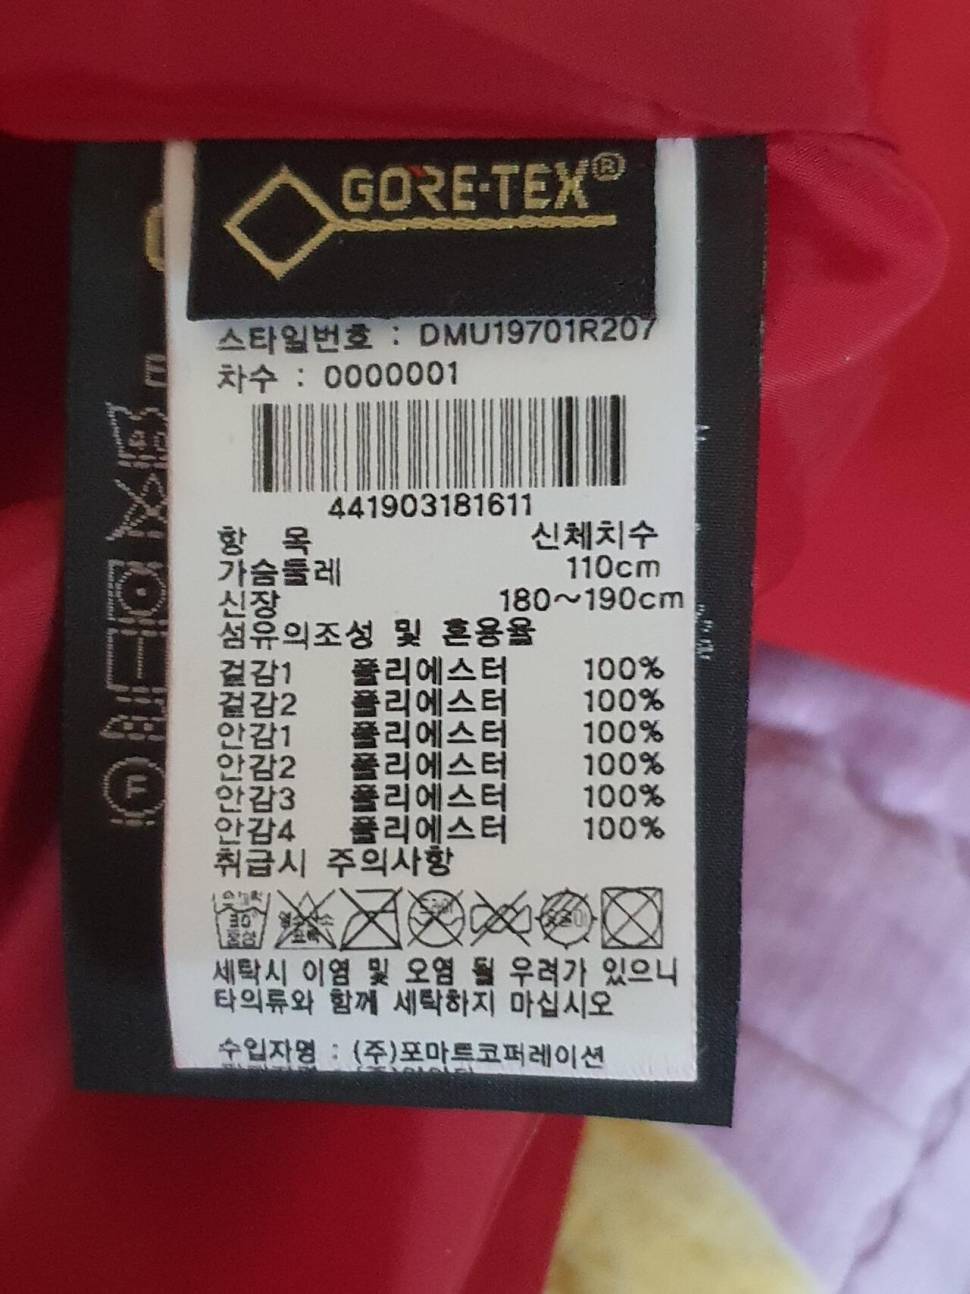 GORE-TEX®
스타일번호 : DMU19701R207
차수 : 0000001
441903181611
항 목 신체치수
가슴둘레 110cm
신장 180~190cm
섬유의조성 및 혼용율
겉감1 폴리에스터 100%
겉감2 폴리에스터 100%
안감1 폴리에스터 100%
안감2 폴리에스터 100%
안감3 폴리에스터 100%
안감4 폴리에스터 100%
취급시 주의사항
30° 중성
세탁시 이염 및 오염 될 우려가 있으니
타의류와 함께 세탁하지 마십시오
수입자명 : (주)포마트코퍼레이션
F